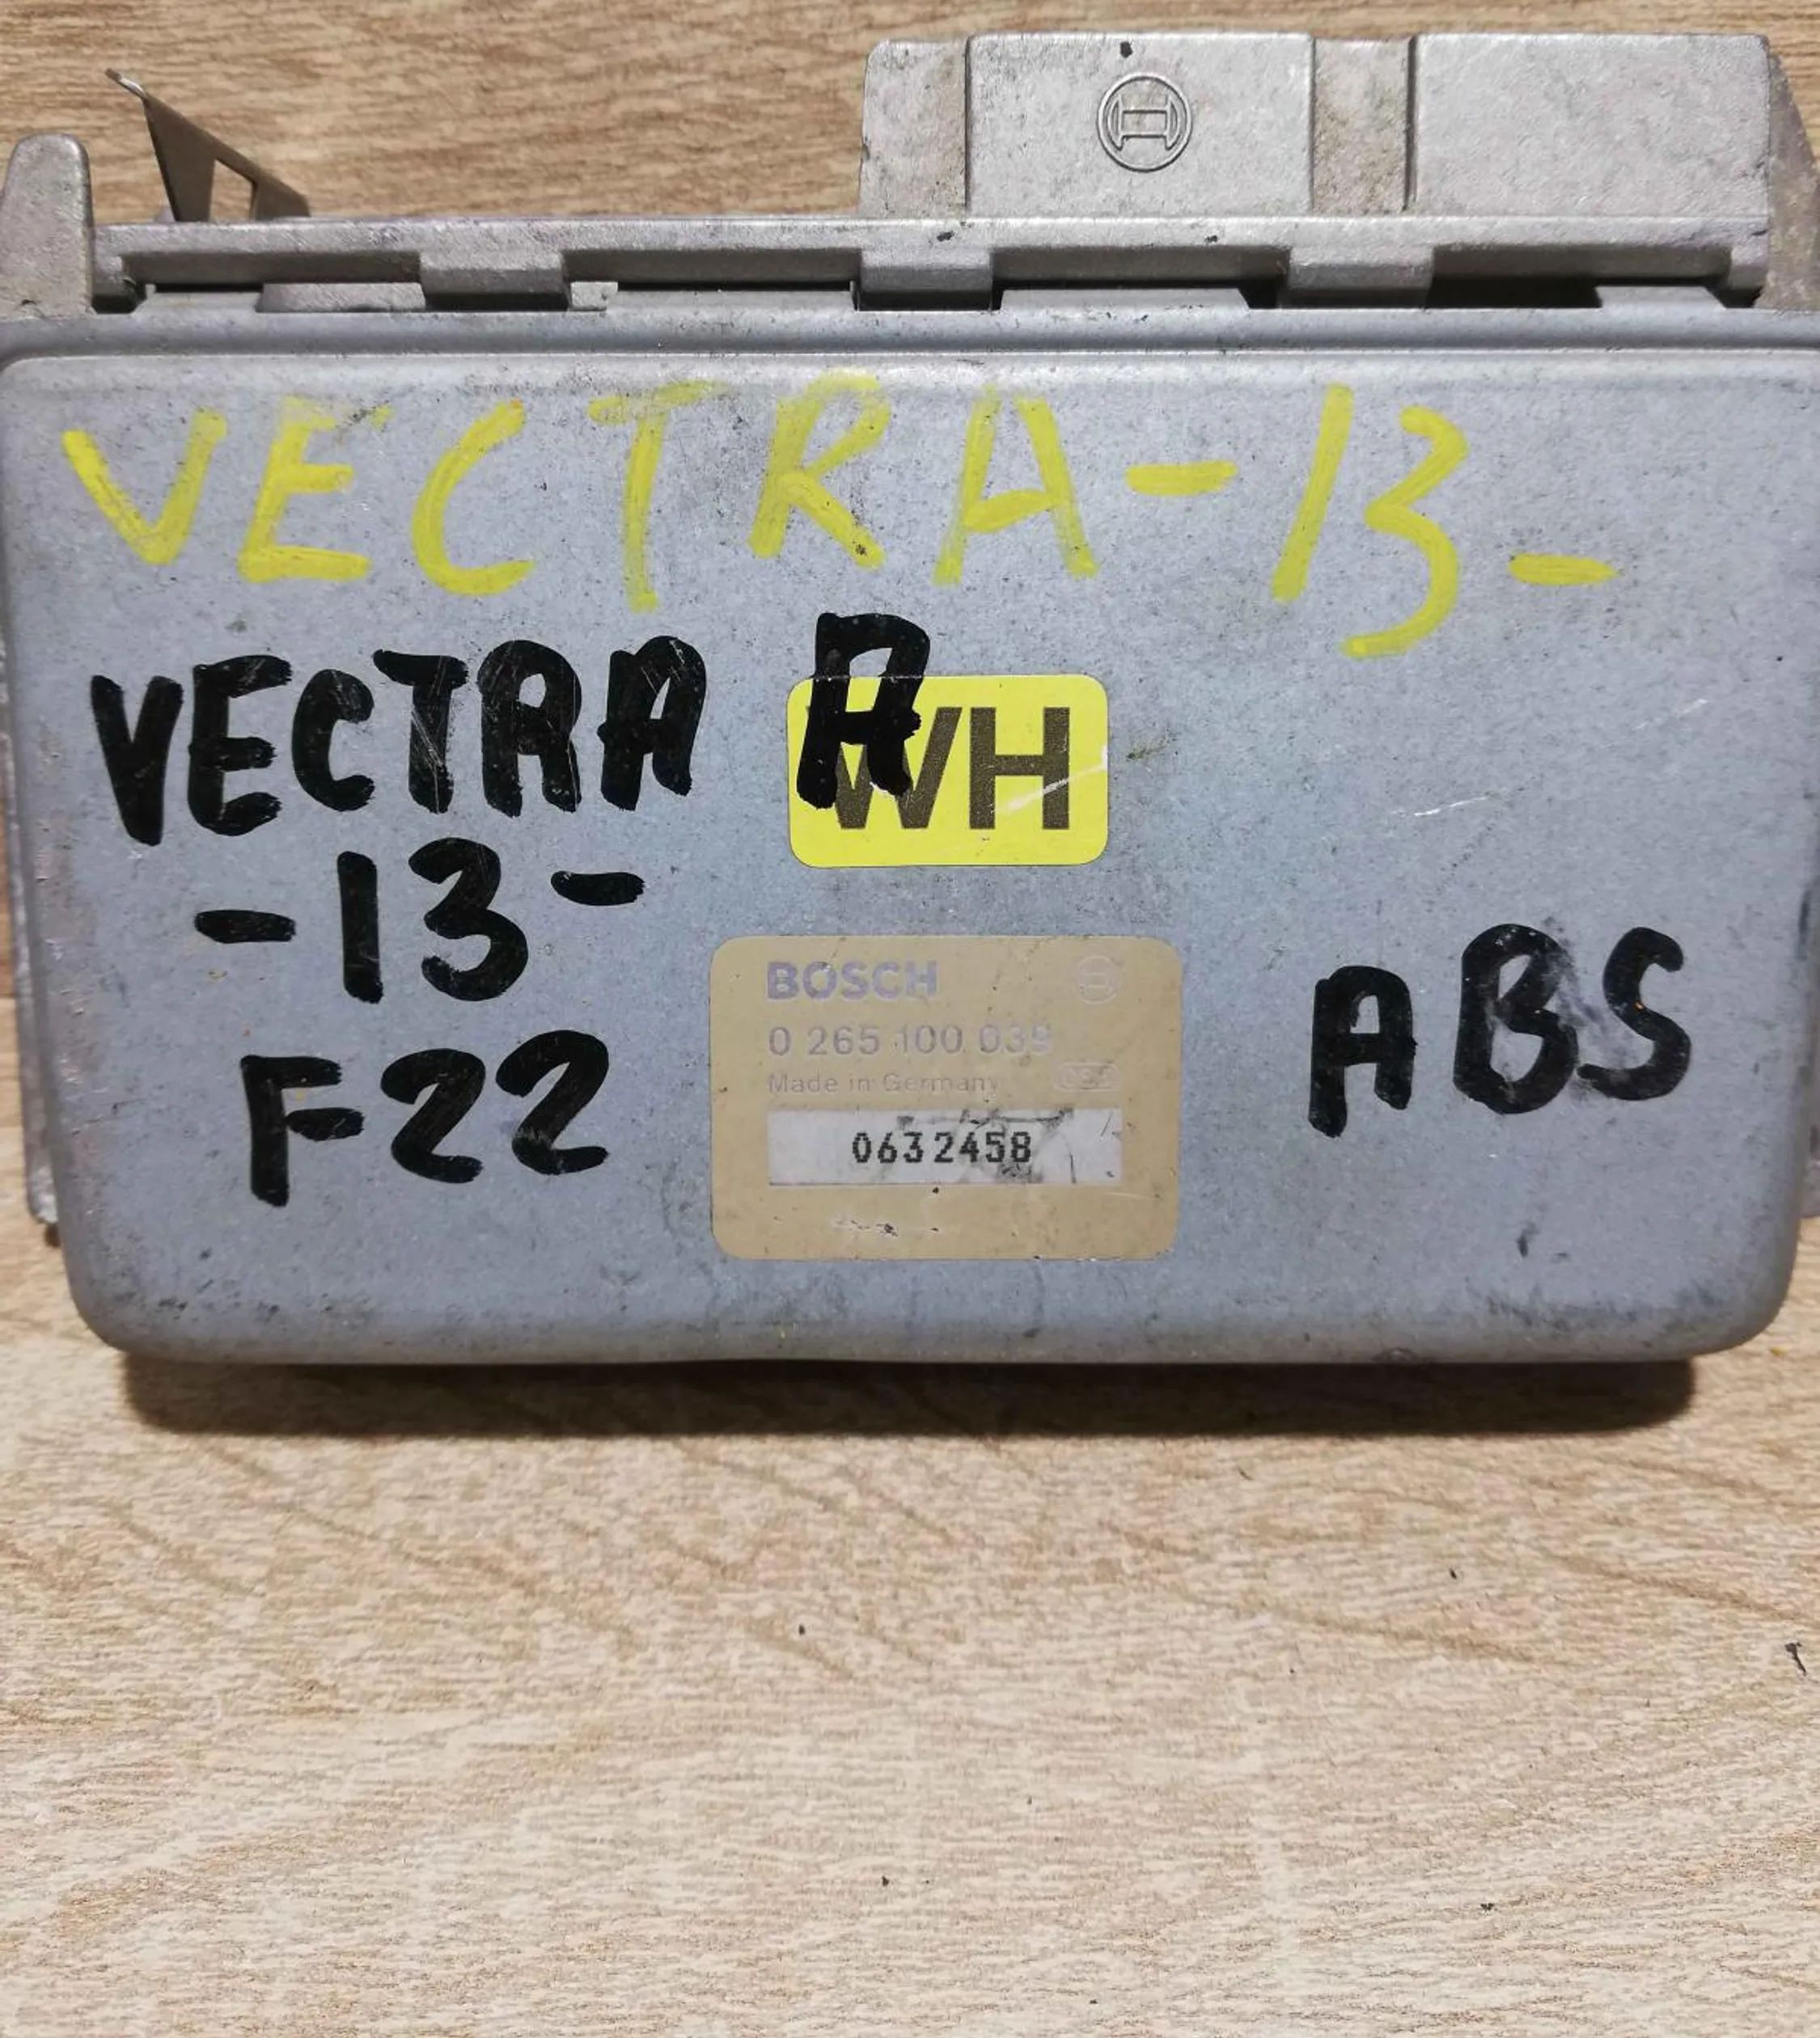 VECTRA-13-
VECTRA A
WH
-13-
F22
ABS
BOSCH
0 265 100 039
Made in Germany
0632458